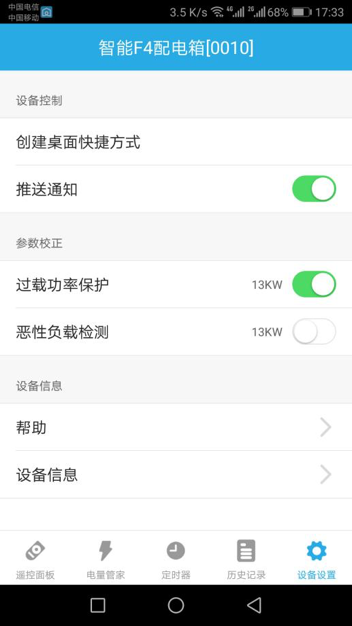 中国电信
中国移动
3.5 K/s 4G 2G 68% 17:33
智能F4配电箱[0010]
设备控制
创建桌面快捷方式
推送通知
参数校正
过载功率保护 13KW
恶性负载检测 13KW
设备信息
帮助
设备信息
遥控面板 电量管家 定时器 历史记录 设备设置